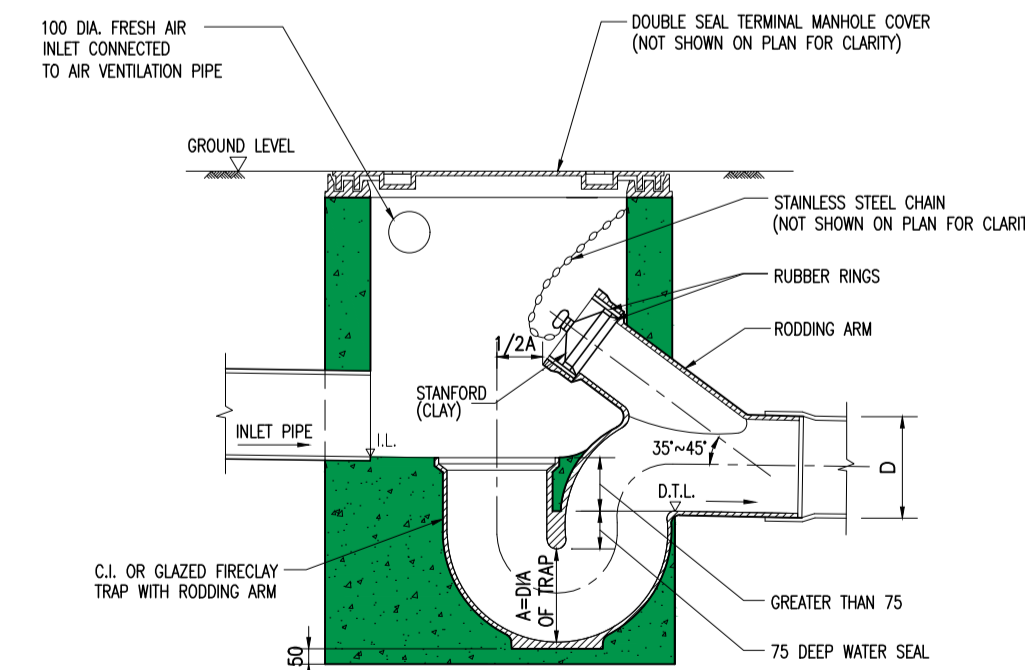 100 DIA. FRESH AIR
INLET CONNECTED
TO AIR VENTILATION PIPE
DOUBLE SEAL TERMINAL MANHOLE COVER
(NOT SHOWN ON PLAN FOR CLARITY)
GROUND LEVEL
STAINLESS STEEL CHAIN
(NOT SHOWN ON PLAN FOR CLARIT
RUBBER RINGS
RODDING ARM
1/2A
STANFORD
(CLAY)
INLET PIPE
I.L.
35°~45°
D
D.T.L.
C.I. OR GLAZED FIRECLAY
TRAP WITH RODDING ARM
A=DIA
OF TRAP
GREATER THAN 75
75 DEEP WATER SEAL
50